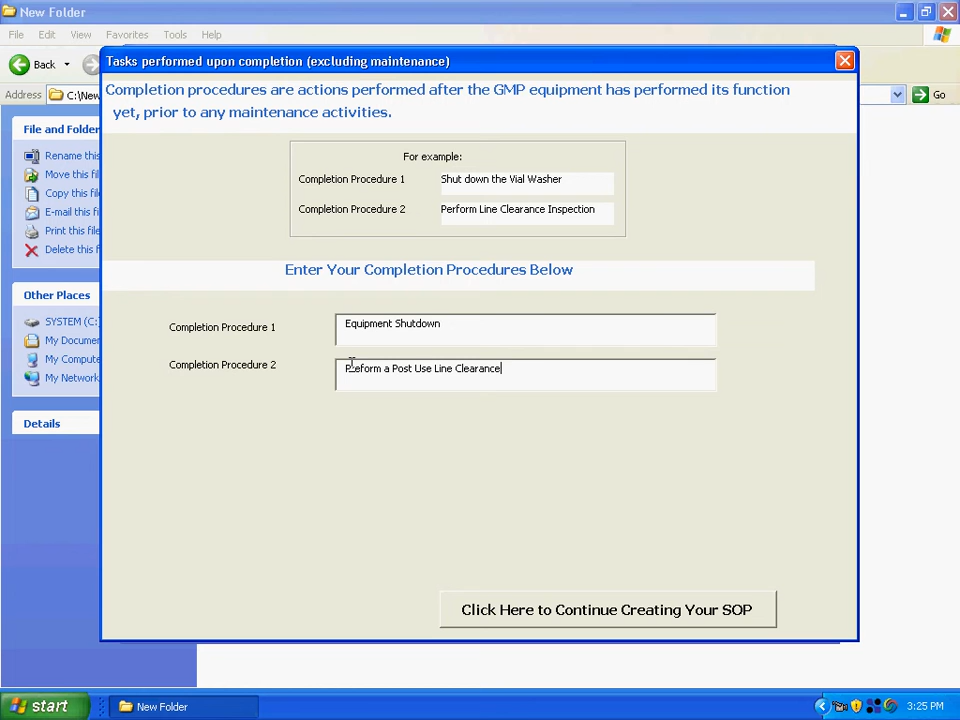 New Folder
File Edit View Favorites Tools Help
Back
Address C:\New
Go
File and Folder
Rename this
Move this f
Copy this fil
E-mail this f
Print this file
Delete this f
Other Places
SYSTEM (C:
My Documen
My Compute
My Network
Details
Tasks performed upon completion (excluding maintenance)
Completion procedures are actions performed after the GMP equipment has performed its function
yet, prior to any maintenance activities.
For example:
Completion Procedure 1 Shut down the Vial Washer
Completion Procedure 2 Perform Line Clearance Inspection
Enter Your Completion Procedures Below
Completion Procedure 1 Equipment Shutdown
Completion Procedure 2 Preform a Post Use Line Clearance
Click Here to Continue Creating Your SOP
start New Folder 3:25 PM